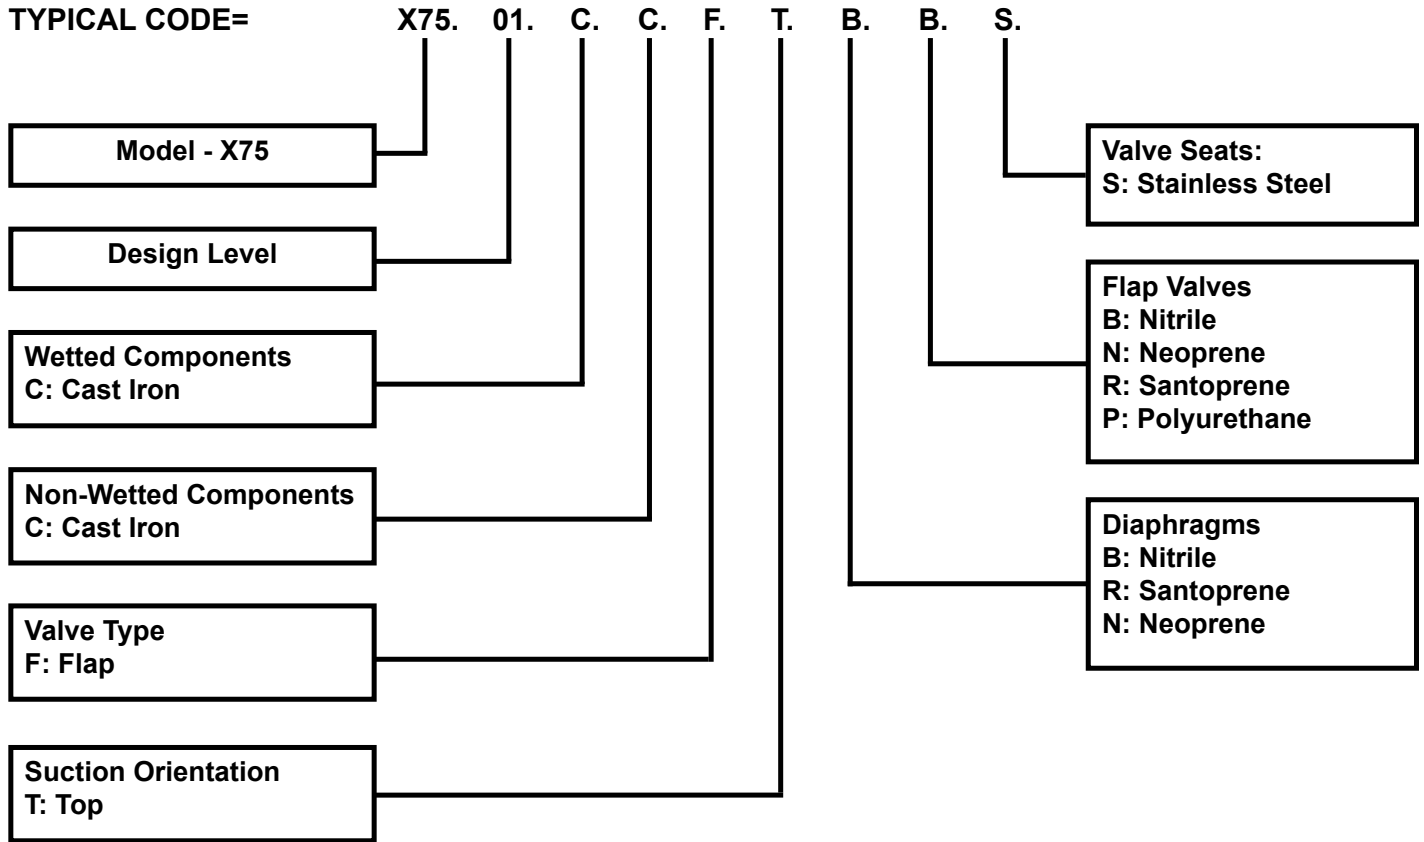 TYPICAL CODE= X75. 01. C. C. F. T. B. B. S.
Model - X75
Design Level
Wetted Components
C: Cast Iron
Non-Wetted Components
C: Cast Iron
Valve Type
F: Flap
Suction Orientation
T: Top
Valve Seats:
S: Stainless Steel
Flap Valves
B: Nitrile
N: Neoprene
R: Santoprene
P: Polyurethane
Diaphragms
B: Nitrile
R: Santoprene
N: Neoprene